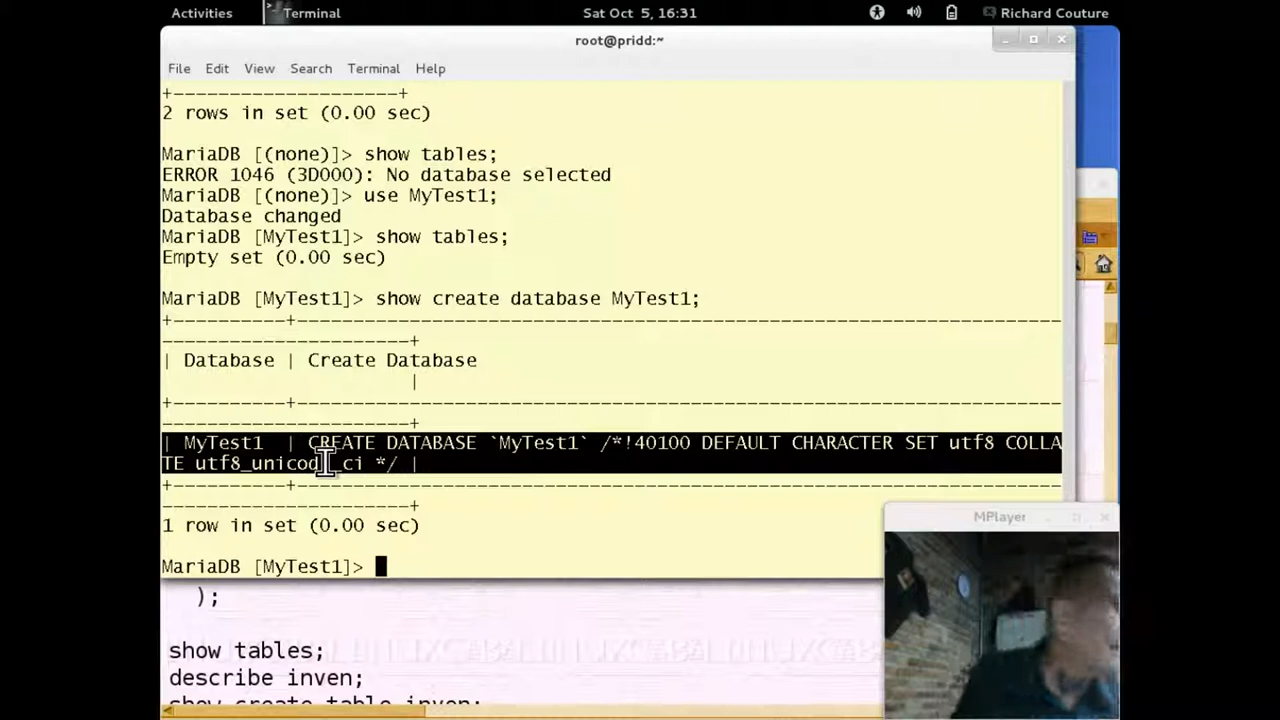 Activities Terminal Sat Oct 5, 16:31 Richard Couture
root@pridd:~
File Edit View Search Terminal Help
+--------------------+
2 rows in set (0.00 sec)
MariaDB [(none)]> show tables;
ERROR 1046 (3D000): No database selected
MariaDB [(none)]> use MyTest1;
Database changed
MariaDB [MyTest1]> show tables;
Empty set (0.00 sec)
MariaDB [MyTest1]> show create database MyTest1;
+----------+--------------------------------------------------------------------
----------------------+
| Database | Create Database
|
+----------+--------------------------------------------------------------------
----------------------+
| MyTest1 | CREATE DATABASE `MyTest1` /*!40100 DEFAULT CHARACTER SET utf8 COLLA
TE utf8_unicode_ci */ |
+----------+--------------------------------------------------------------------
----------------------+
1 row in set (0.00 sec)
MariaDB [MyTest1]>
MPlayer
);
show tables;
describe inven;
show create table inven;